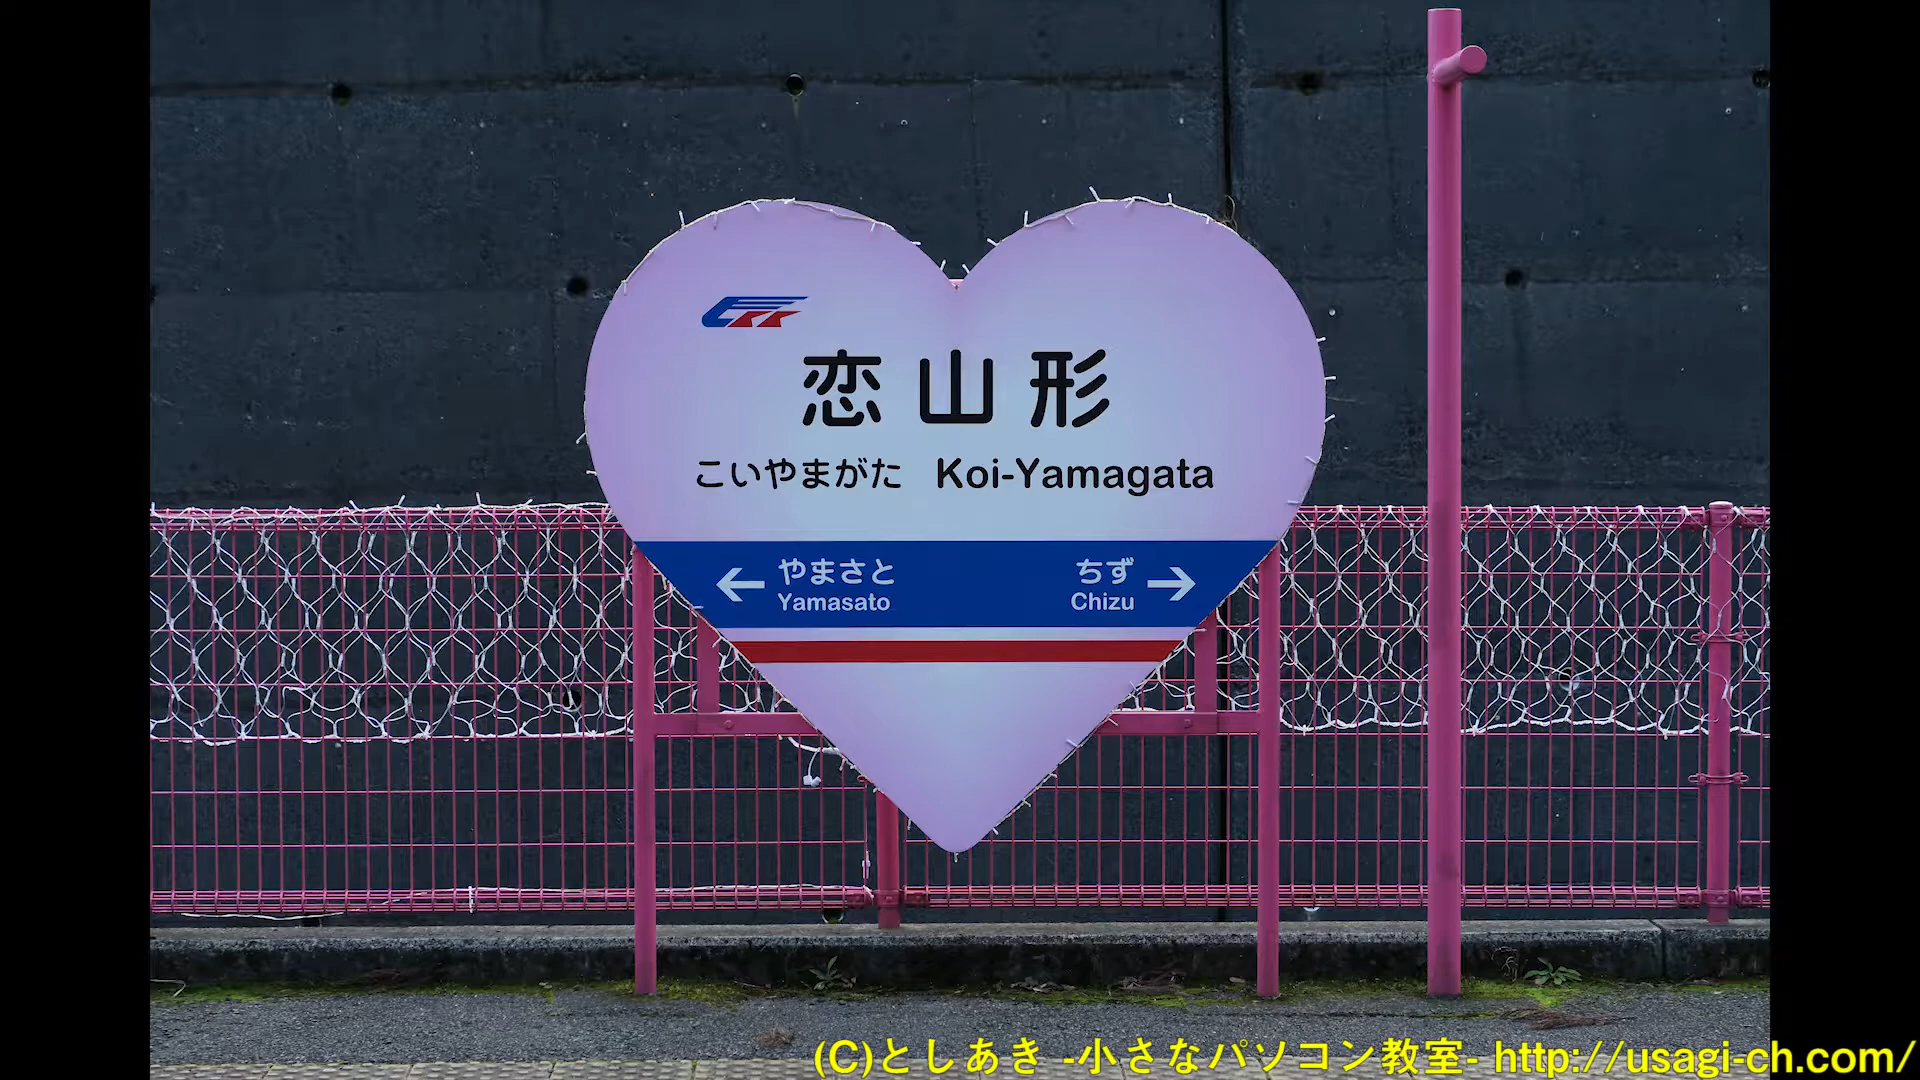 恋山形
こいやまがた Koi-Yamagata
← やまさと ちず →
Yamasato Chizu
(C)としあき -小さなパソコン教室- http://usagi-ch.com/